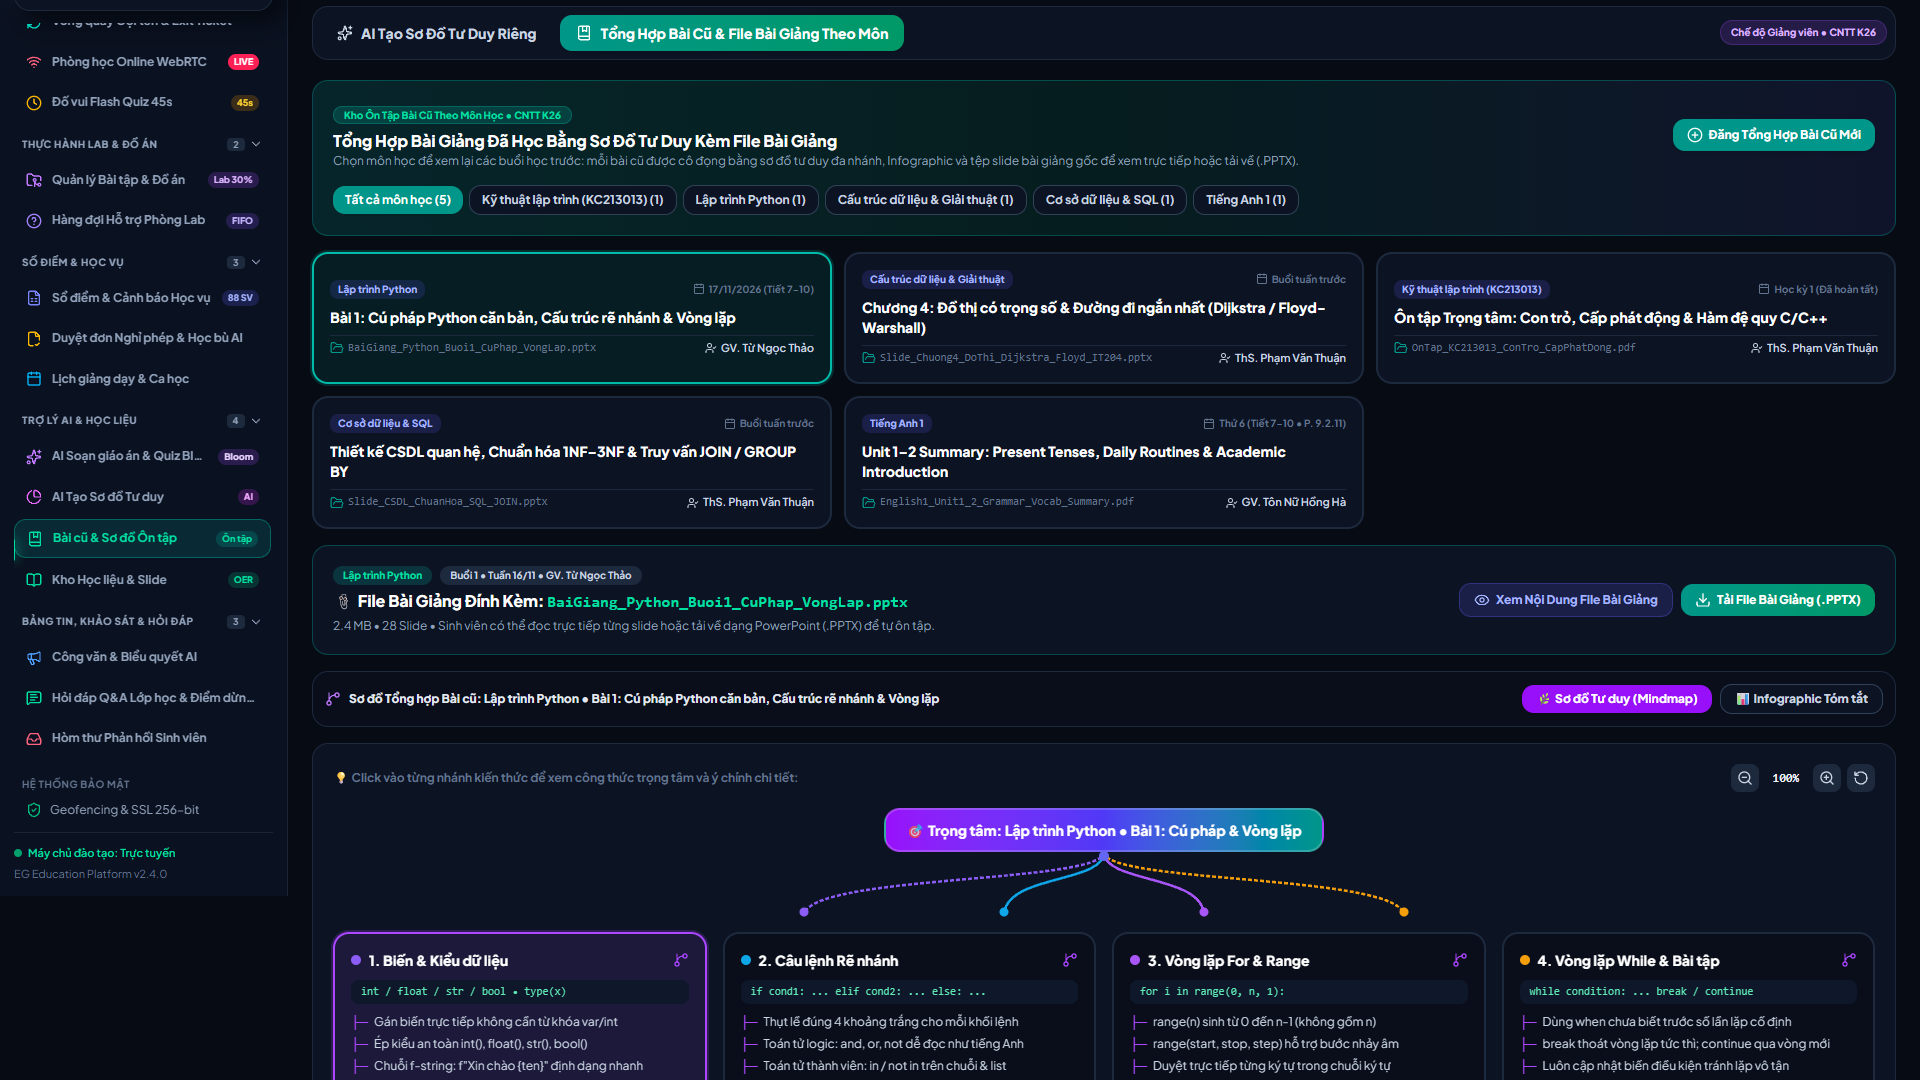 Vòng quay Gọi tên & Exit Ticket
Phòng học Online WebRTC
LIVE
Đố vui Flash Quiz 45s
45s
THỰC HÀNH LAB & ĐỒ ÁN
2
Quản lý Bài tập & Đồ án
Lab 30%
Hàng đợi Hỗ trợ Phòng Lab
FIFO
SỔ ĐIỂM & HỌC VỤ
3
Sổ điểm & Cảnh báo Học vụ
88 SV
Duyệt đơn Nghỉ phép & Học bù AI
Lịch giảng dạy & Ca học
TRỢ LÝ AI & HỌC LIỆU
4
AI Soạn giáo án & Quiz Bl...
Bloom
AI Tạo Sơ đồ Tư duy
AI
Bài cũ & Sơ đồ Ôn tập
Ôn tập
Kho Học liệu & Slide
OER
BẢNG TIN, KHẢO SÁT & HỎI ĐÁP
3
Công văn & Biểu quyết AI
Hỏi đáp Q&A Lớp học & Điểm dừn...
Hòm thư Phản hồi Sinh viên
HỆ THỐNG BẢO MẬT
Geofencing & SSL 256-bit
Máy chủ đào tạo: Trực tuyến
EG Education Platform v2.4.0
AI Tạo Sơ Đồ Tư Duy Riêng
Tổng Hợp Bài Cũ & File Bài Giảng Theo Môn
Chế độ Giảng viên • CNTT K26
Kho Ôn Tập Bài Cũ Theo Môn Học • CNTT K26
Tổng Hợp Bài Giảng Đã Học Bằng Sơ Đồ Tư Duy Kèm File Bài Giảng
Chọn môn học để xem lại các buổi học trước: mỗi bài cũ được cô đọng bằng sơ đồ tư duy đa nhánh, Infographic và tệp slide bài giảng gốc để xem trực tiếp hoặc tải về (.PPTX).
Đăng Tổng Hợp Bài Cũ Mới
Tất cả môn học (5)
Kỹ thuật lập trình (KC213013) (1)
Lập trình Python (1)
Cấu trúc dữ liệu & Giải thuật (1)
Cơ sở dữ liệu & SQL (1)
Tiếng Anh 1 (1)
Lập trình Python
17/11/2026 (Tiết 7-10)
Bài 1: Cú pháp Python căn bản, Cấu trúc rẽ nhánh & Vòng lặp
BaiGiang_Python_Buoi1_CuPhap_VongLap.pptx
GV. Từ Ngọc Thảo
Cấu trúc dữ liệu & Giải thuật
Buổi tuần trước
Chương 4: Đồ thị có trọng số & Đường đi ngắn nhất (Dijkstra / Floyd-
Warshall)
Slide_Chuong4_DoThi_Dijkstra_Floyd_IT204.pptx
ThS. Phạm Văn Thuận
Kỹ thuật lập trình (KC213013)
Học kỳ 1 (Đã hoàn tất)
Ôn tập Trọng tâm: Con trỏ, Cấp phát động & Hàm đệ quy C/C++
OnTap_KC213013_ConTro_CapPhatDong.pdf
ThS. Phạm Văn Thuận
Cơ sở dữ liệu & SQL
Buổi tuần trước
Thiết kế CSDL quan hệ, Chuẩn hóa 1NF-3NF & Truy vấn JOIN / GROUP
BY
Slide_CSDL_ChuanHoa_SQL_JOIN.pptx
ThS. Phạm Văn Thuận
Tiếng Anh 1
Thứ 6 (Tiết 7-10 • P. 9.2.11)
Unit 1-2 Summary: Present Tenses, Daily Routines & Academic
Introduction
English1_Unit1_2_Grammar_Vocab_Summary.pdf
GV. Tôn Nữ Hồng Hà
Lập trình Python
Buổi 1 • Tuần 16/11 • GV. Từ Ngọc Thảo
File Bài Giảng Đính Kèm: BaiGiang_Python_Buoi1_CuPhap_VongLap.pptx
2.4 MB • 28 Slide • Sinh viên có thể đọc trực tiếp từng slide hoặc tải về dạng PowerPoint (.PPTX) để tự ôn tập.
Xem Nội Dung File Bài Giảng
Tải File Bài Giảng (.PPTX)
Sơ đồ Tổng hợp Bài cũ: Lập trình Python • Bài 1: Cú pháp Python căn bản, Cấu trúc rẽ nhánh & Vòng lặp
Sơ đồ Tư duy (Mindmap)
Infographic Tóm tắt
Click vào từng nhánh kiến thức để xem công thức trọng tâm và ý chính chi tiết:
100%
Trọng tâm: Lập trình Python • Bài 1: Cú pháp & Vòng lặp
1. Biến & Kiểu dữ liệu
int / float / str / bool • type(x)
Gán biến trực tiếp không cần từ khóa var/int
Ép kiểu an toàn int(), float(), str(), bool()
Chuỗi f-string: f"Xin chào {ten}" định dạng nhanh
2. Câu lệnh Rẽ nhánh
if cond1: ... elif cond2: ... else: ...
Thụt lề đúng 4 khoảng trắng cho mỗi khối lệnh
Toán tử logic: and, or, not dễ đọc như tiếng Anh
Toán tử thành viên: in / not in trên chuỗi & list
3. Vòng lặp For & Range
for i in range(0, n, 1):
range(n) sinh từ 0 đến n-1 (không gồm n)
range(start, stop, step) hỗ trợ bước nhảy âm
Duyệt trực tiếp từng ký tự trong chuỗi ký tự
4. Vòng lặp While & Bài tập
while condition: ... break / continue
Dùng when chưa biết trước số lần lặp cố định
break thoát vòng lặp tức thì; continue qua vòng mới
Luôn cập nhật biến điều kiện tránh lặp vô tận